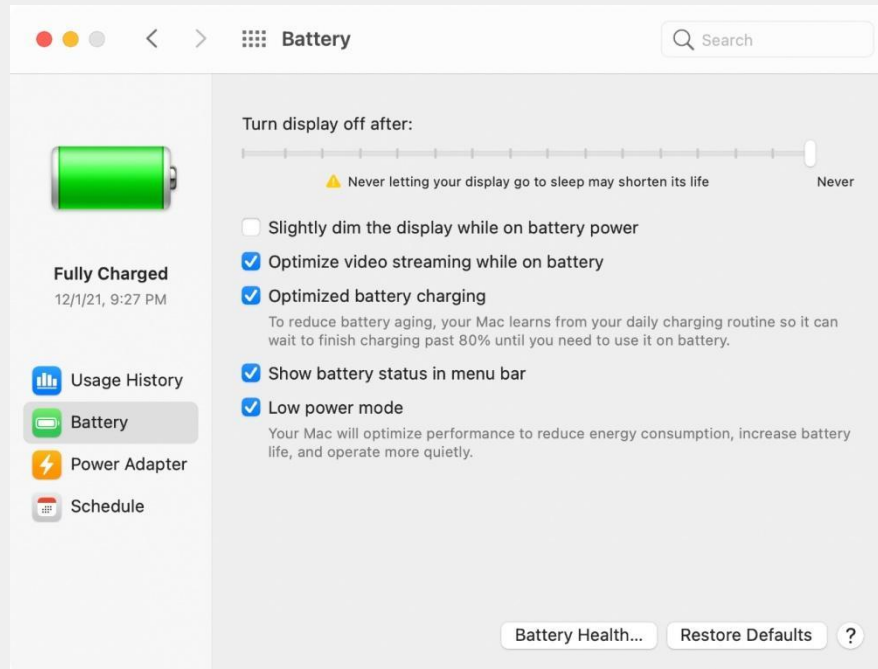 Battery
Search
Fully Charged
12/1/21, 9:27 PM
Usage History
Battery
Power Adapter
Schedule
Turn display off after:
Never letting your display go to sleep may shorten its life
Never
Slightly dim the display while on battery power
Optimize video streaming while on battery
Optimized battery charging
To reduce battery aging, your Mac learns from your daily charging routine so it can
wait to finish charging past 80% until you need to use it on battery.
Show battery status in menu bar
Low power mode
Your Mac will optimize performance to reduce energy consumption, increase battery
life, and operate more quietly.
Battery Health...
Restore Defaults
?